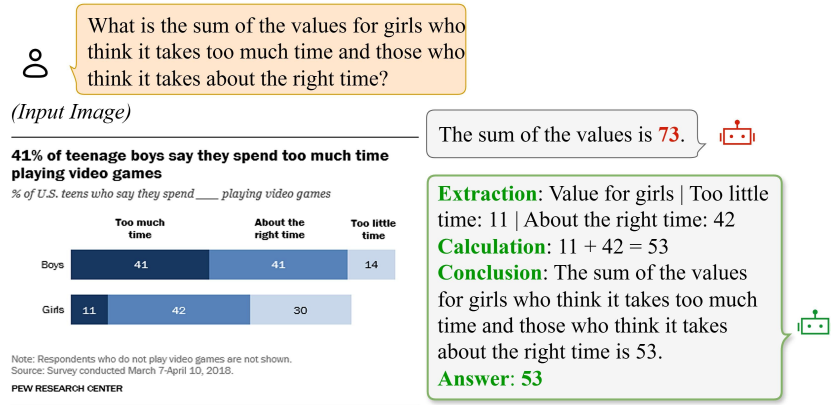 What is the sum of the values for girls who
think it takes too much time and those who
think it takes about the right time?
(Input Image)
41% of teenage boys say they spend too much time
playing video games
% of U.S. teens who say they spend ___ playing video games
Too much
time
About the
right time
Too little
time
Boys
41
41
14
Girls
11
42
30
Note: Respondents who do not play video games are not shown.
Source: Survey conducted March 7-April 10, 2018.
PEW RESEARCH CENTER
The sum of the values is 73.
Extraction: Value for girls | Too little
time: 11 | About the right time: 42
Calculation: 11 + 42 = 53
Conclusion: The sum of the values
for girls who think it takes too much
time and those who think it takes
about the right time is 53.
Answer: 53